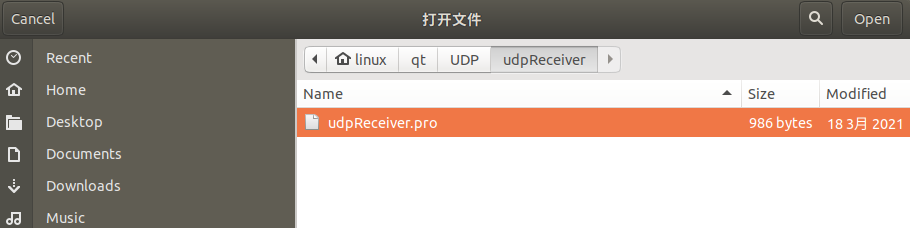 Cancel 打开文件 Open
Recent
Home
Desktop
Documents
Downloads
Music
linux qt UDP udpReceiver
Name Size Modified
udpReceiver.pro 986 bytes 18 3月 2021